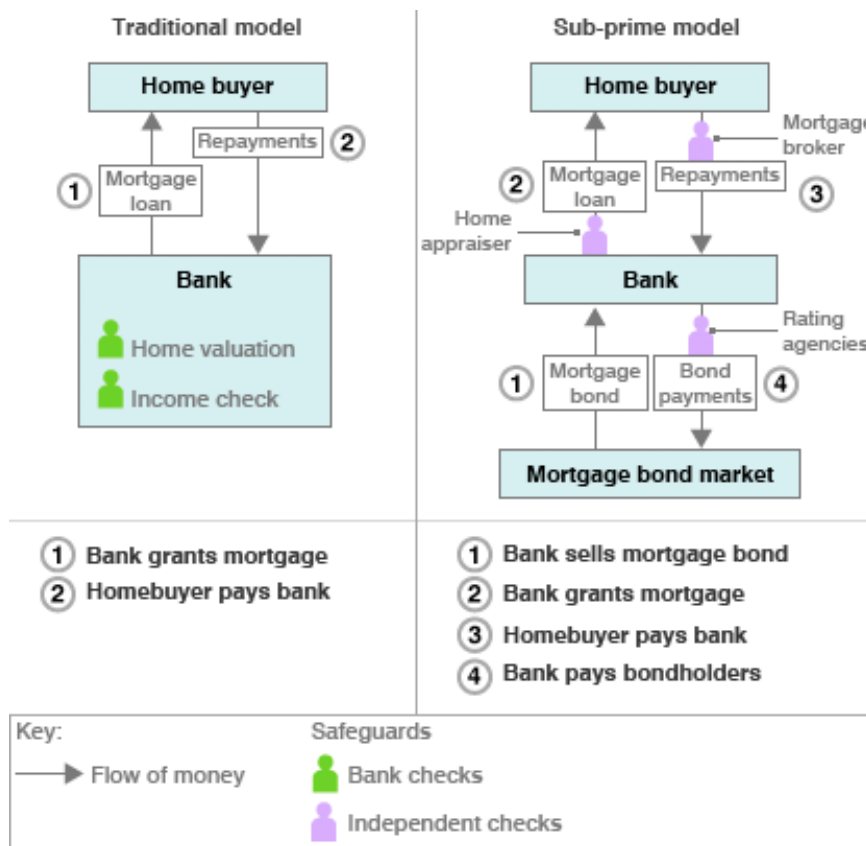 Traditional model
Home buyer
Repayments
2
1
Mortgage
loan
Bank
Home valuation
Income check
1 Bank grants mortgage
2 Homebuyer pays bank
Sub-prime model
Home buyer
Mortgage
broker
2
Mortgage
loan
Repayments
3
Home
appraiser
Bank
Rating
agencies
1
Mortgage
bond
Bond
payments
4
Mortgage bond market
1 Bank sells mortgage bond
2 Bank grants mortgage
3 Homebuyer pays bank
4 Bank pays bondholders
Key:
Flow of money
Safeguards
Bank checks
Independent checks